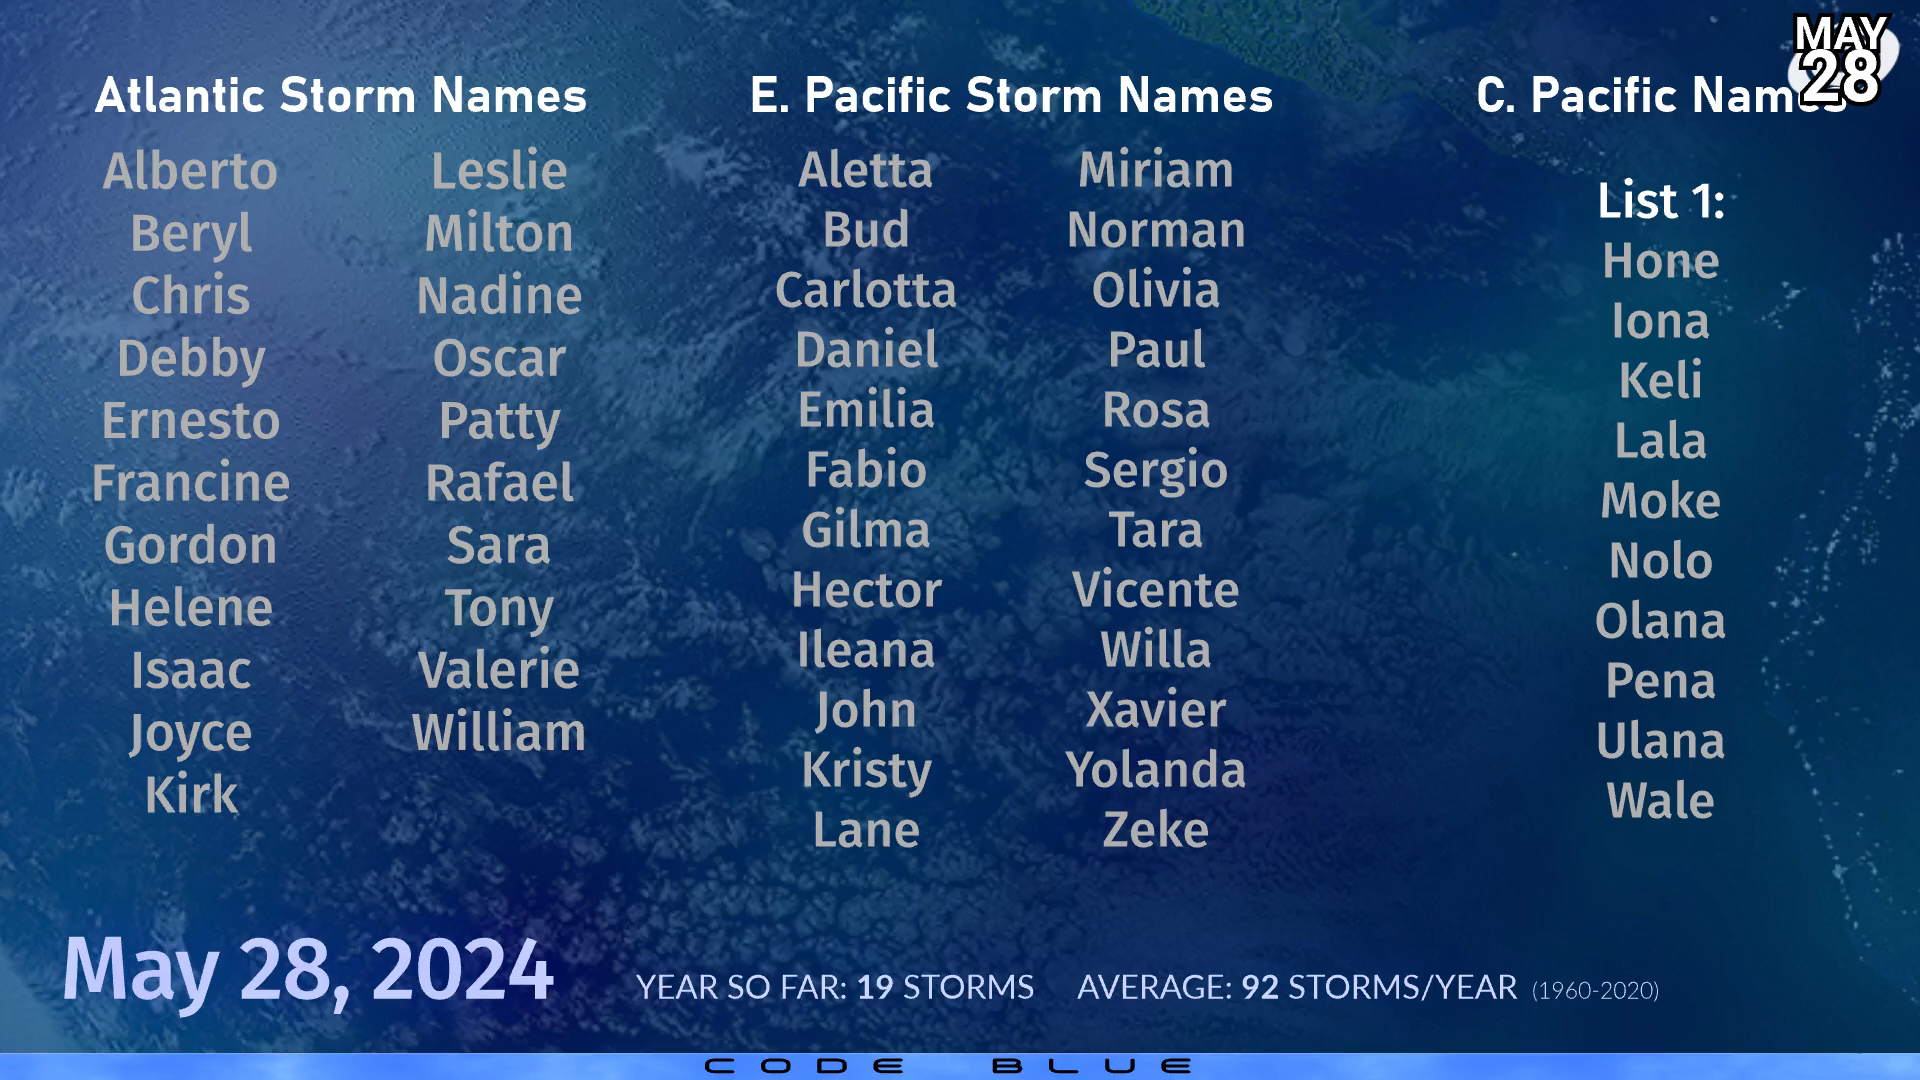 MAY
28
Atlantic Storm Names
Alberto
Beryl
Chris
Debby
Ernesto
Francine
Gordon
Helene
Isaac
Joyce
Kirk
Leslie
Milton
Nadine
Oscar
Patty
Rafael
Sara
Tony
Valerie
William
E. Pacific Storm Names
Aletta
Bud
Carlotta
Daniel
Emilia
Fabio
Gilma
Hector
Ileana
John
Kristy
Lane
Miriam
Norman
Olivia
Paul
Rosa
Sergio
Tara
Vicente
Willa
Xavier
Yolanda
Zeke
C. Pacific Names
List 1:
Hone
Iona
Keli
Lala
Moke
Nolo
Olana
Pena
Ulana
Wale
May 28, 2024
YEAR SO FAR: 19 STORMS AVERAGE: 92 STORMS/YEAR (1960-2020)
CODE BLUE